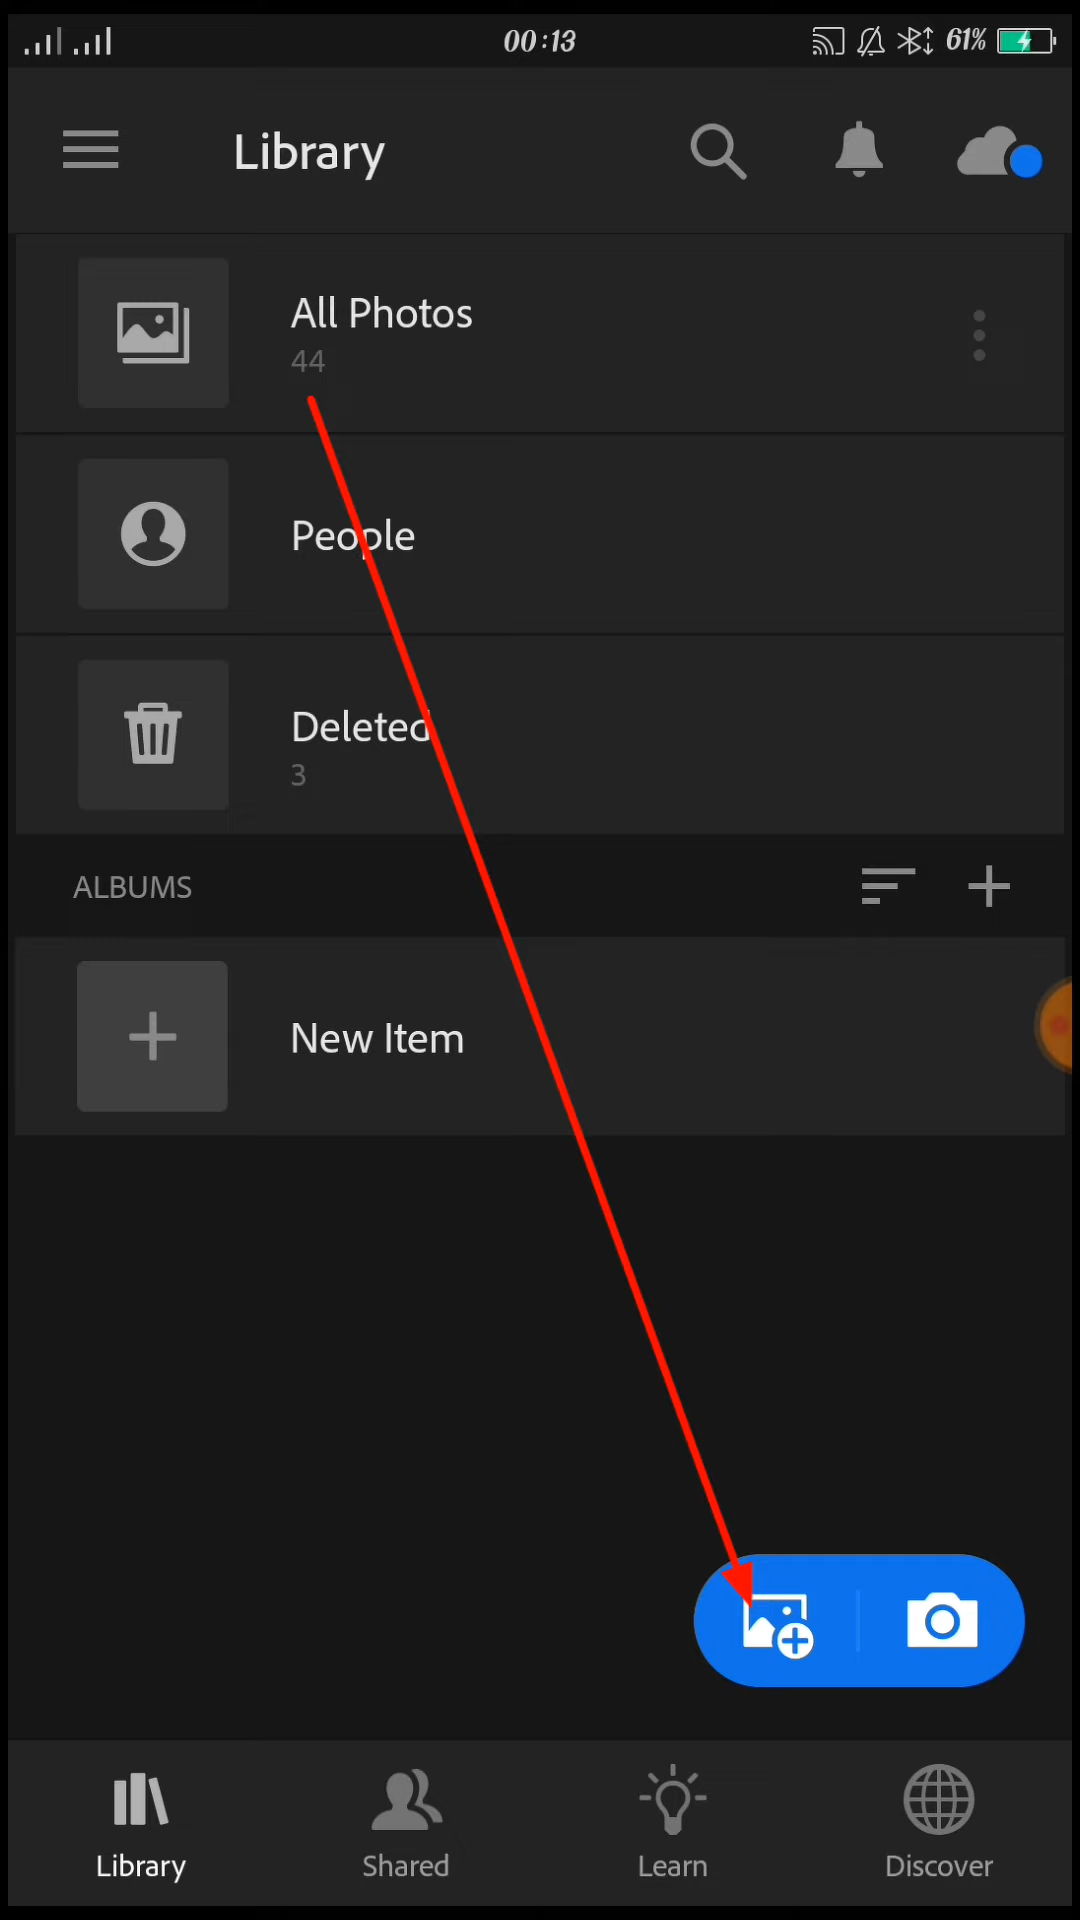 00:13
61%
Library
All Photos
44
People
Deleted
3
ALBUMS
New Item
Library
Shared
Learn
Discover